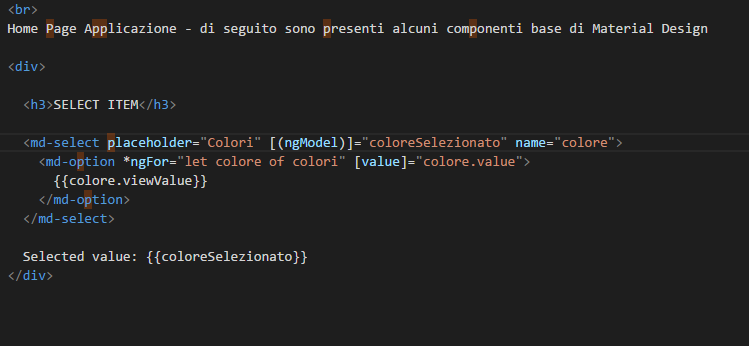 <br>
Home Page Applicazione - di seguito sono presenti alcuni componenti base di Material Design
<div>
<h3>SELECT ITEM</h3>
<md-select placeholder="Colori" [(ngModel)]="coloreSelezionato" name="colore">
<md-option *ngFor="let colore of colori" [value]="colore.value">
{{colore.viewValue}}
</md-option>
</md-select>
Selected value: {{coloreSelezionato}}
</div>